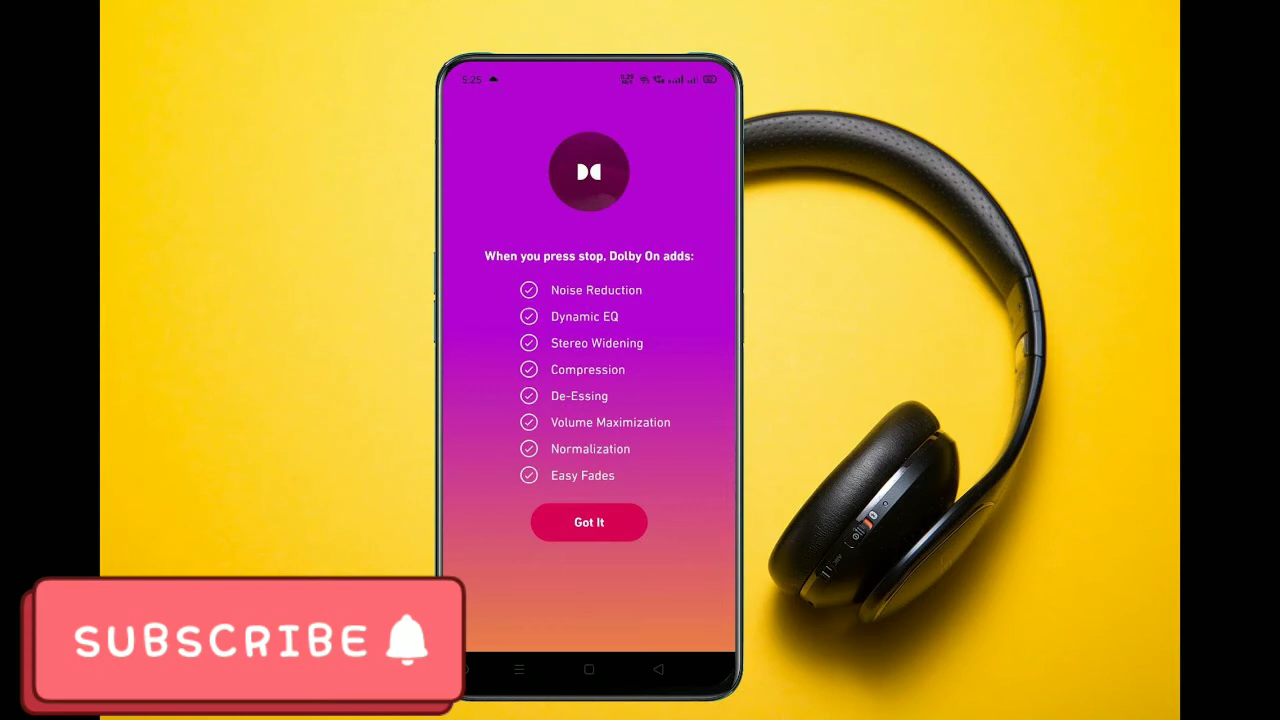 5:25
When you press stop, Dolby On adds:
Noise Reduction
Dynamic EQ
Stereo Widening
Compression
De-Essing
Volume Maximization
Normalization
Easy Fades
Got It
SUBSCRIBE